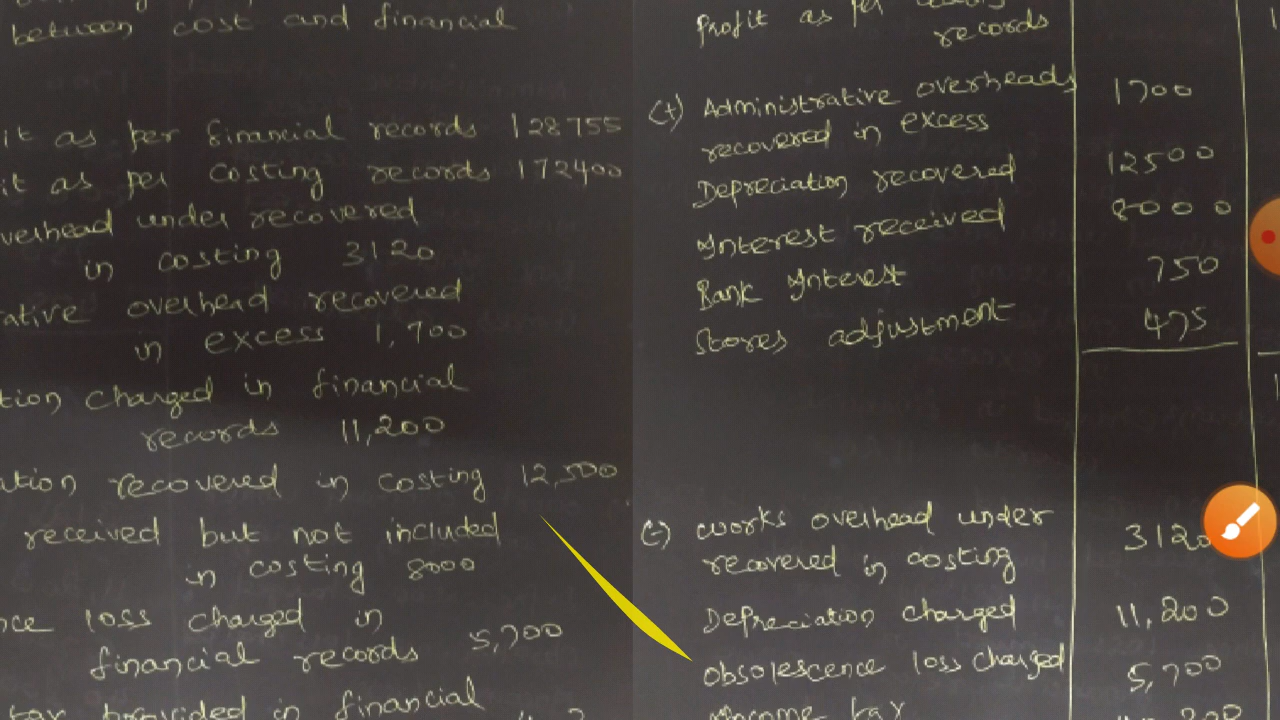 between cost and financial
it as per financial records 128755
it as per costing records 172400
verhead under recovered
in costing 3120
ative overhead recovered
in excess 1,700
tion charged in financial
records 11,200
ation recovered in costing 12,500
received but not included
in costing 8000
nce loss charged in
financial records 5,700
tax provided in financial
Profit as per
records
(+) Administrative overheads 1700
recovered in excess
Depreciation recovered 12500
Interest received 8000
Bank Interest 750
Stores adjustment 475
(-) works overhead under 3120
recovered in costing
Depreciation charged 11,200
Obsolescence loss charged 5,700
Income tax